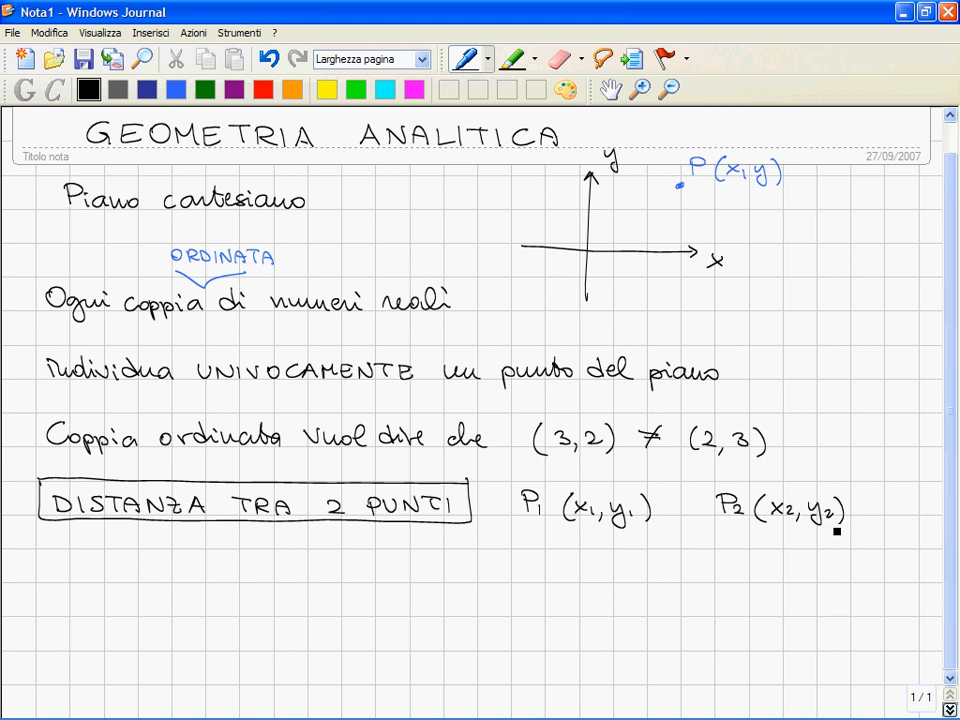 Nota1 - Windows Journal
File Modifica Visualizza Inserisci Azioni Strumenti ?
Larghezza pagina
G C
GEOMETRIA ANALITICA
Titolo nota 27/09/2007
y P (x,y)
Piano cartesiano
x
ORDINATA
Ogni coppia di numeri reali
individua UNIVOCAMENTE un punto del piano
Coppia ordinata vuol dire che (3,2) ≠ (2,3)
DISTANZA TRA 2 PUNTI P₁ (x₁,y₁) P₂ (x₂,y₂)
1 / 1